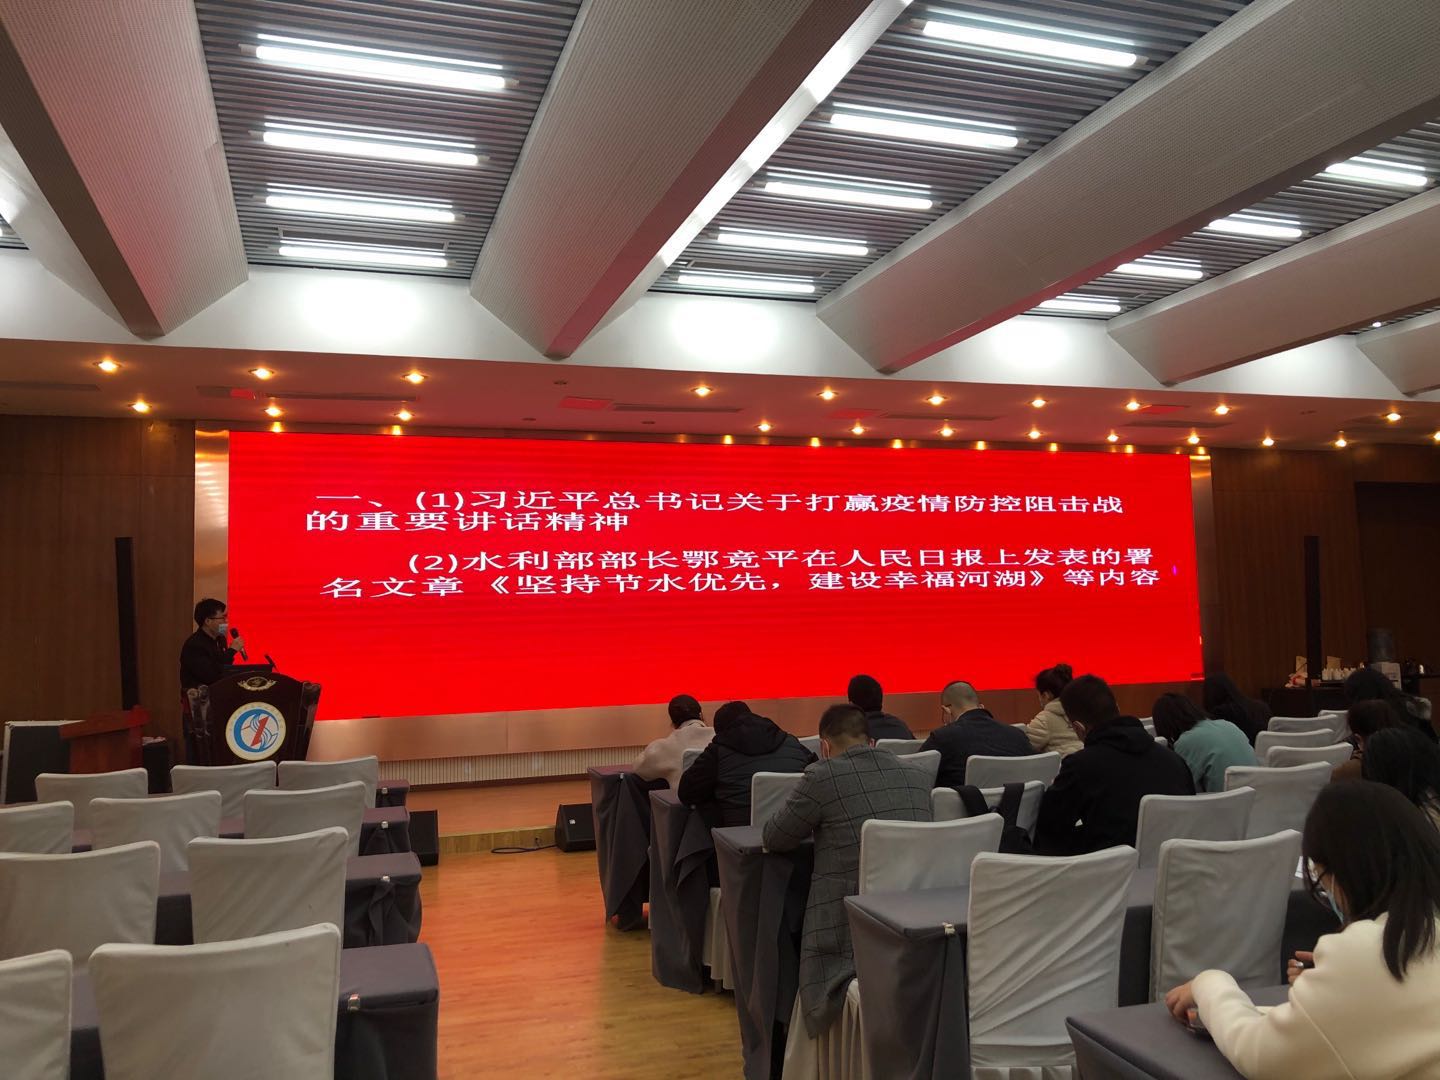 一、(1)习近平总书记关于打赢疫情防控阻击战
的重要讲话精神
(2)水利部部长鄂竞平在人民日报上发表的署
名文章《坚持节水优先，建设幸福河湖》等内容